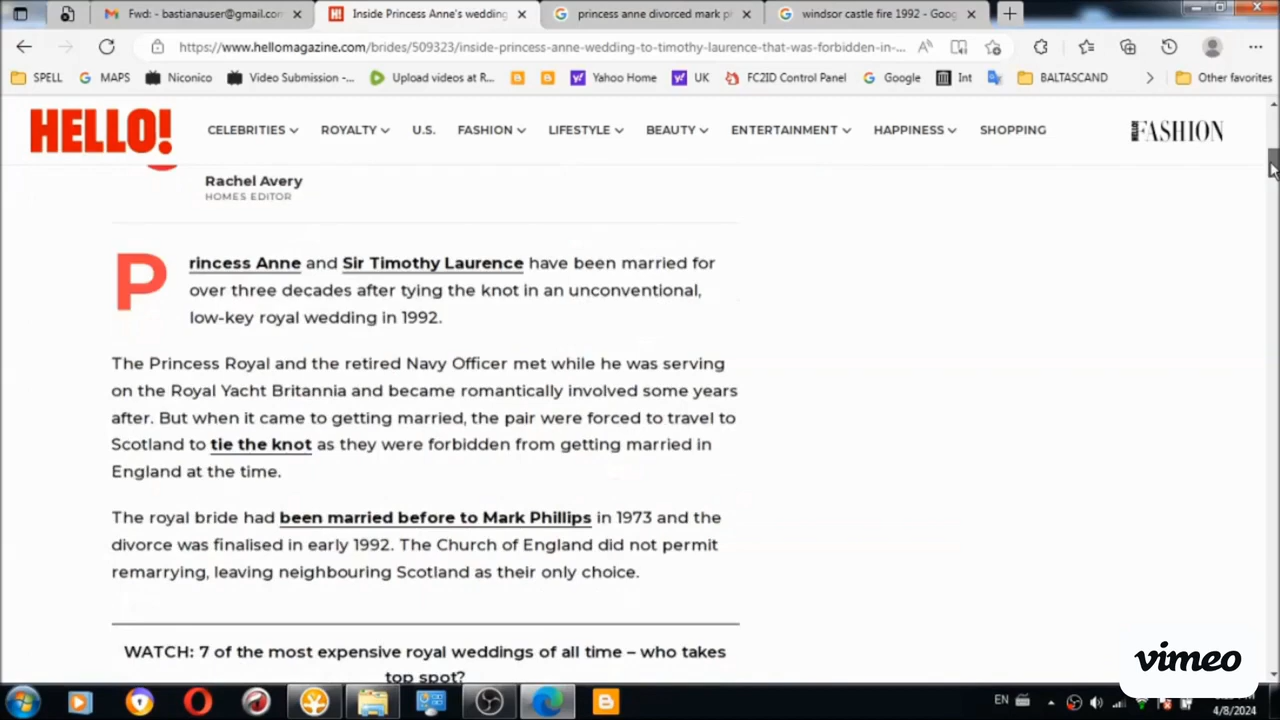 Fwd: - bastianauser@gmail.con
Inside Princess Anne's wedding
princess anne divorced mark p
windsor castle fire 1992 - Goog
https://www.hellomagazine.com/brides/509323/inside-princess-anne-wedding-to-timothy-laurence-that-was-forbidden-in-...
SPELL MAPS Niconico Video Submission -... Upload videos at R... Yahoo Home UK FC2ID Control Panel Google Int BALTASCAND Other favorites
HELLO! CELEBRITIES ROYALTY U.S. FASHION LIFESTYLE BEAUTY ENTERTAINMENT HAPPINESS SHOPPING HELLO! FASHION
Rachel Avery
HOMES EDITOR
Princess Anne and Sir Timothy Laurence have been married for
over three decades after tying the knot in an unconventional,
low-key royal wedding in 1992.
The Princess Royal and the retired Navy Officer met while he was serving
on the Royal Yacht Britannia and became romantically involved some years
after. But when it came to getting married, the pair were forced to travel to
Scotland to tie the knot as they were forbidden from getting married in
England at the time.
The royal bride had been married before to Mark Phillips in 1973 and the
divorce was finalised in early 1992. The Church of England did not permit
remarrying, leaving neighbouring Scotland as their only choice.
WATCH: 7 of the most expensive royal weddings of all time – who takes
top spot?
vimeo
EN
4/8/2024